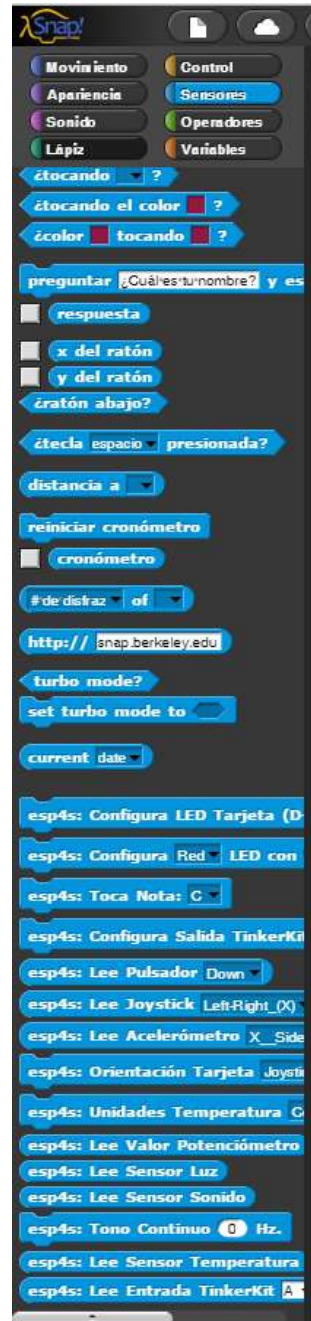 Snap!
Movimiento Control
Apariencia Sensores
Sonido Operadores
Lápiz Variables
¿tocando ?
¿tocando el color ?
¿color tocando ?
preguntar ¿Cuál es tu nombre? y es
respuesta
x del ratón
y del ratón
¿ratón abajo?
¿tecla espacio presionada?
distancia a
reiniciar cronómetro
cronómetro
# de disfraz of
http:// snap.berkeley.edu
turbo mode?
set turbo mode to
current date
esp4s: Configura LED Tarjeta (D
esp4s: Configura Red LED con
esp4s: Toca Nota: C
esp4s: Configura Salida TinkerKit
esp4s: Lee Pulsador Down
esp4s: Lee Joystick Left-Right_(X)
esp4s: Lee Acelerómetro X__Side
esp4s: Orientación Tarjeta Joysti
esp4s: Unidades Temperatura Ce
esp4s: Lee Valor Potenciómetro
esp4s: Lee Sensor Luz
esp4s: Lee Sensor Sonido
esp4s: Tono Continuo 0 Hz.
esp4s: Lee Sensor Temperatura
esp4s: Lee Entrada TinkerKit A